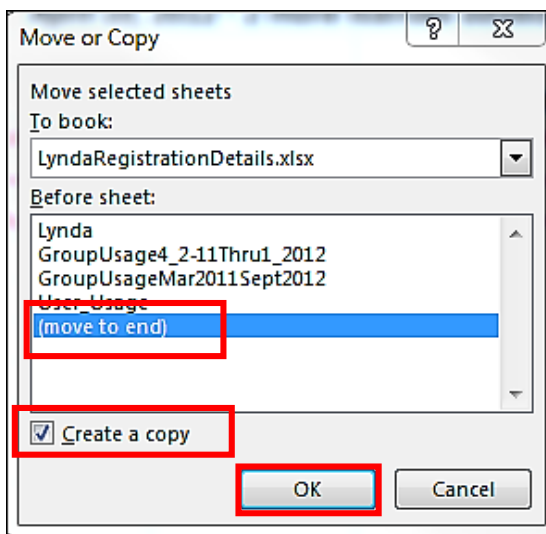 Move or Copy
Move selected sheets
To book:
LyndaRegistrationDetails.xlsx
Before sheet:
Lynda
GroupUsage4_2-11Thru1_2012
GroupUsageMar2011Sept2012
User_Usage
(move to end)
Create a copy
OK Cancel